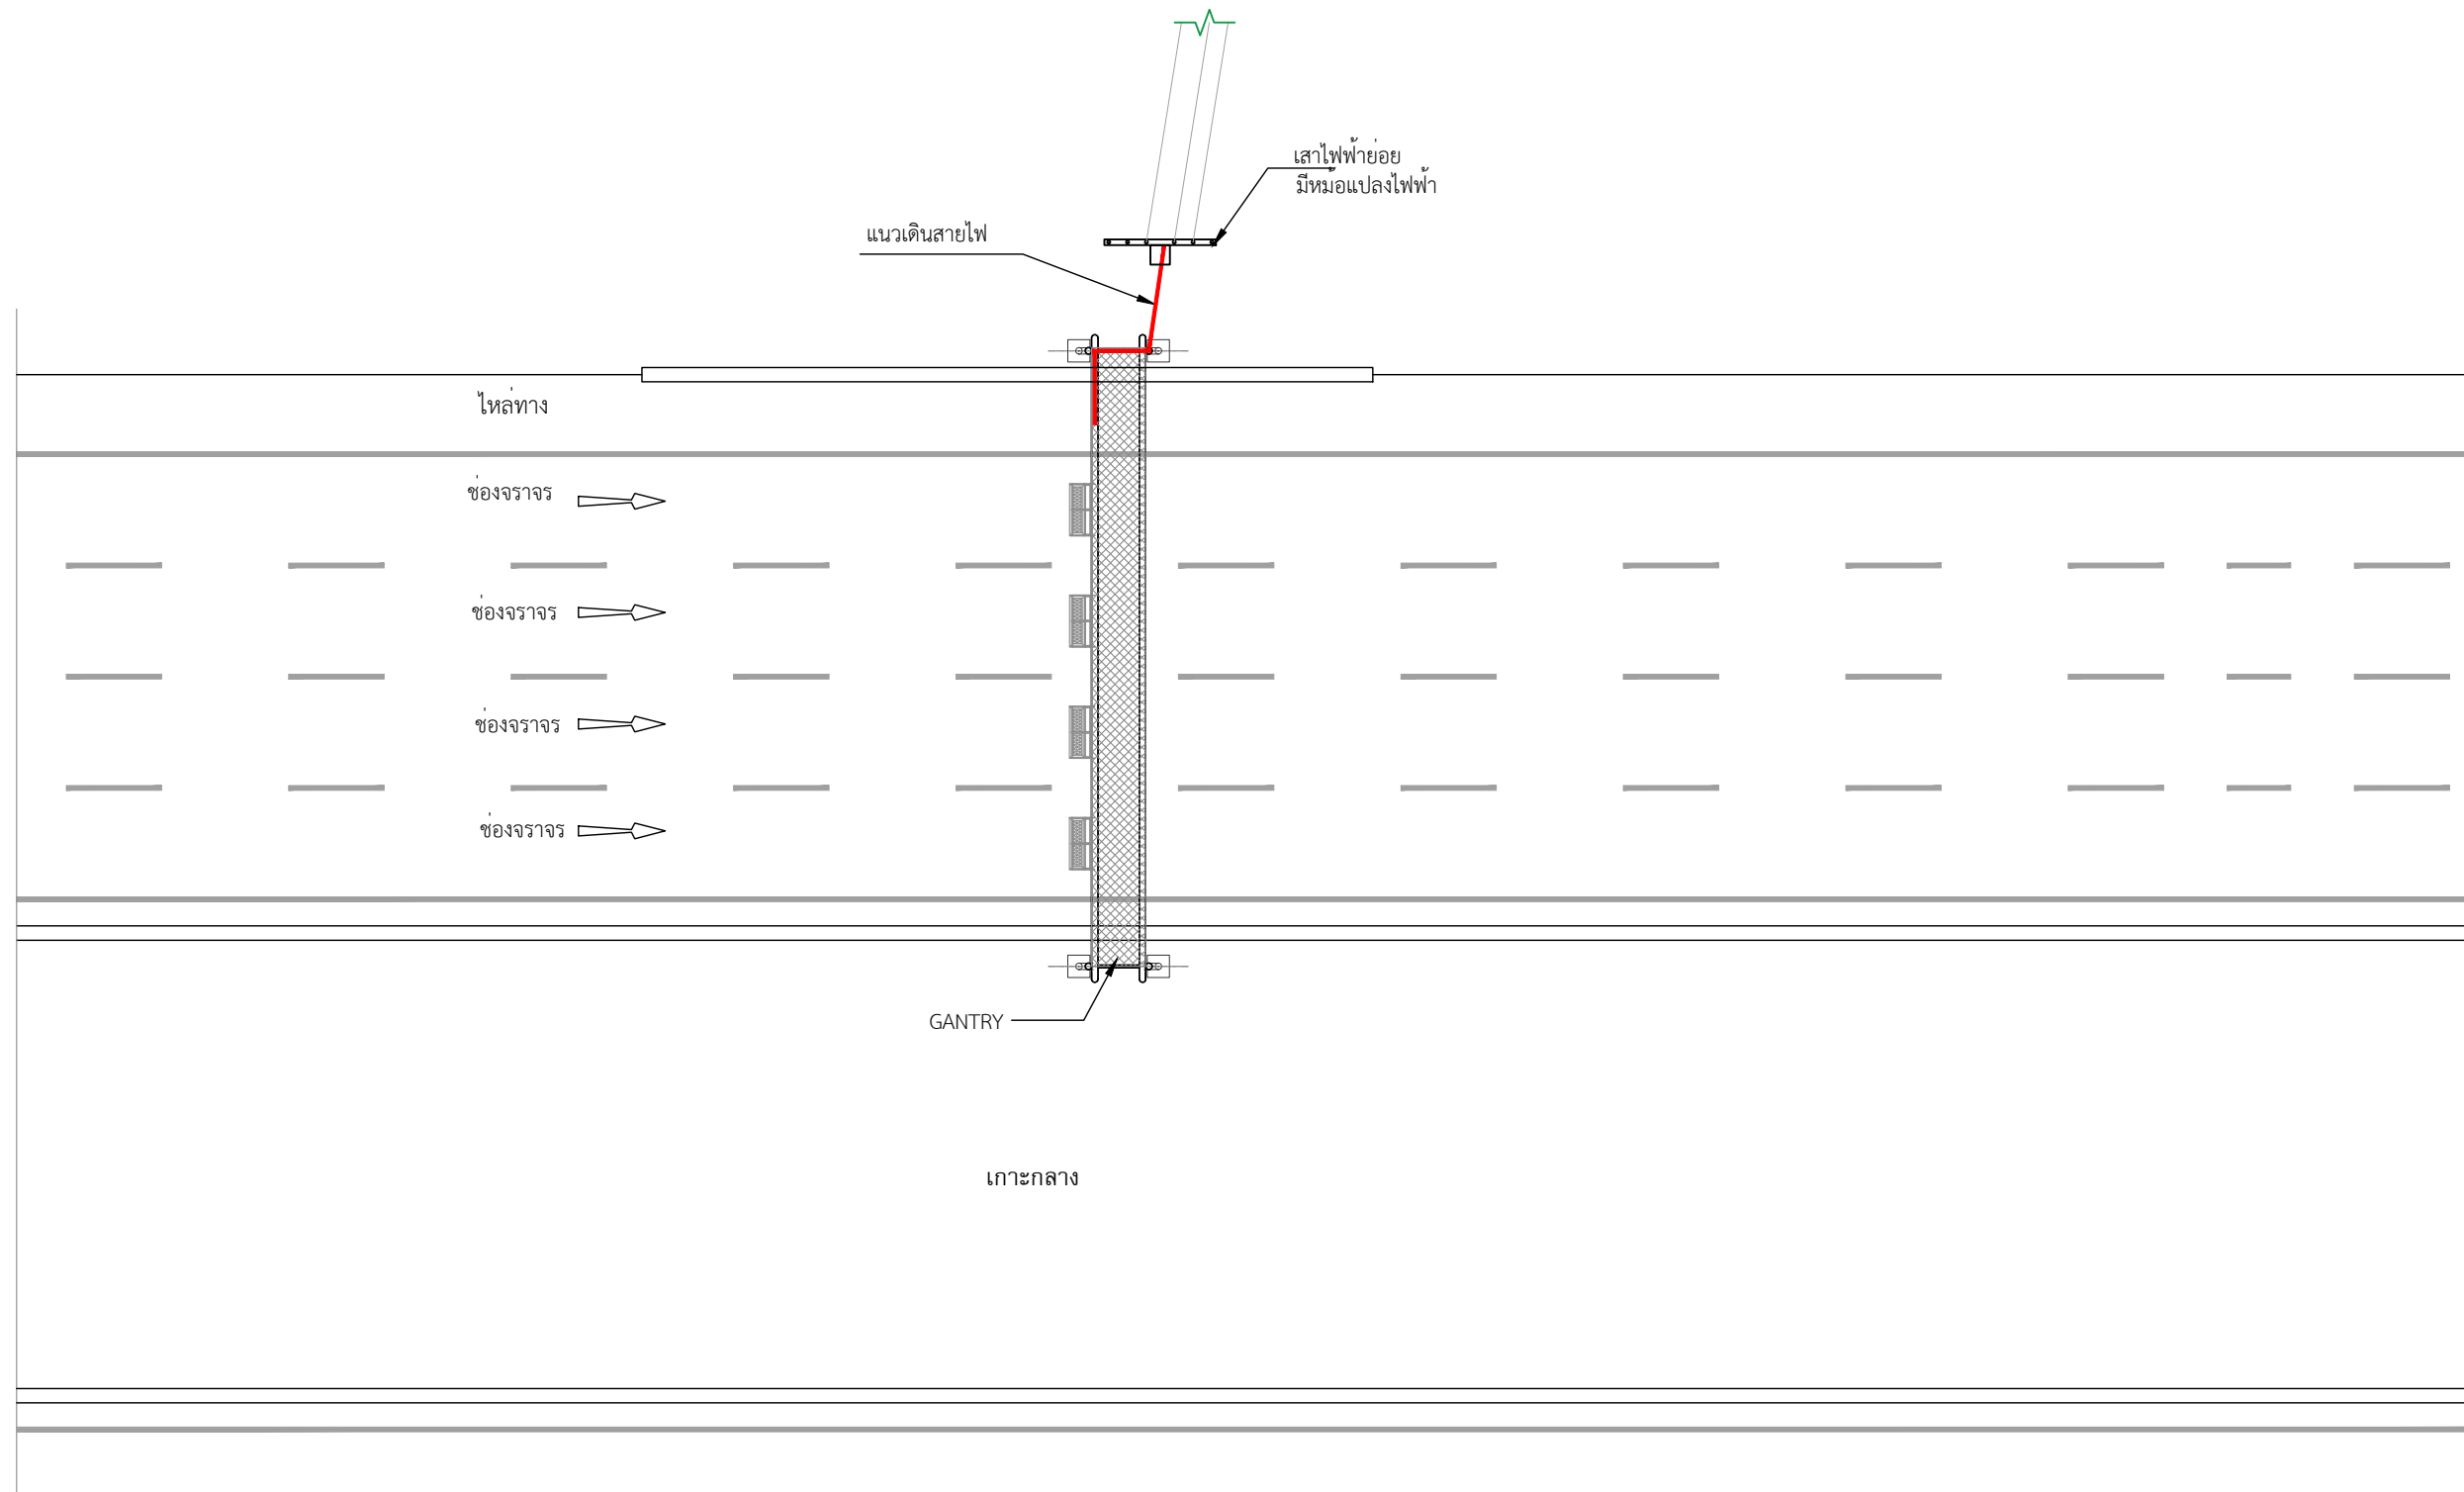 เสาไฟฟ้าย่อย
มีหม้อแปลงไฟฟ้า
แนวเดินสายไฟ
ไหล่ทาง
ช่องจราจร
ช่องจราจร
ช่องจราจร
ช่องจราจร
GANTRY
เกาะกลาง